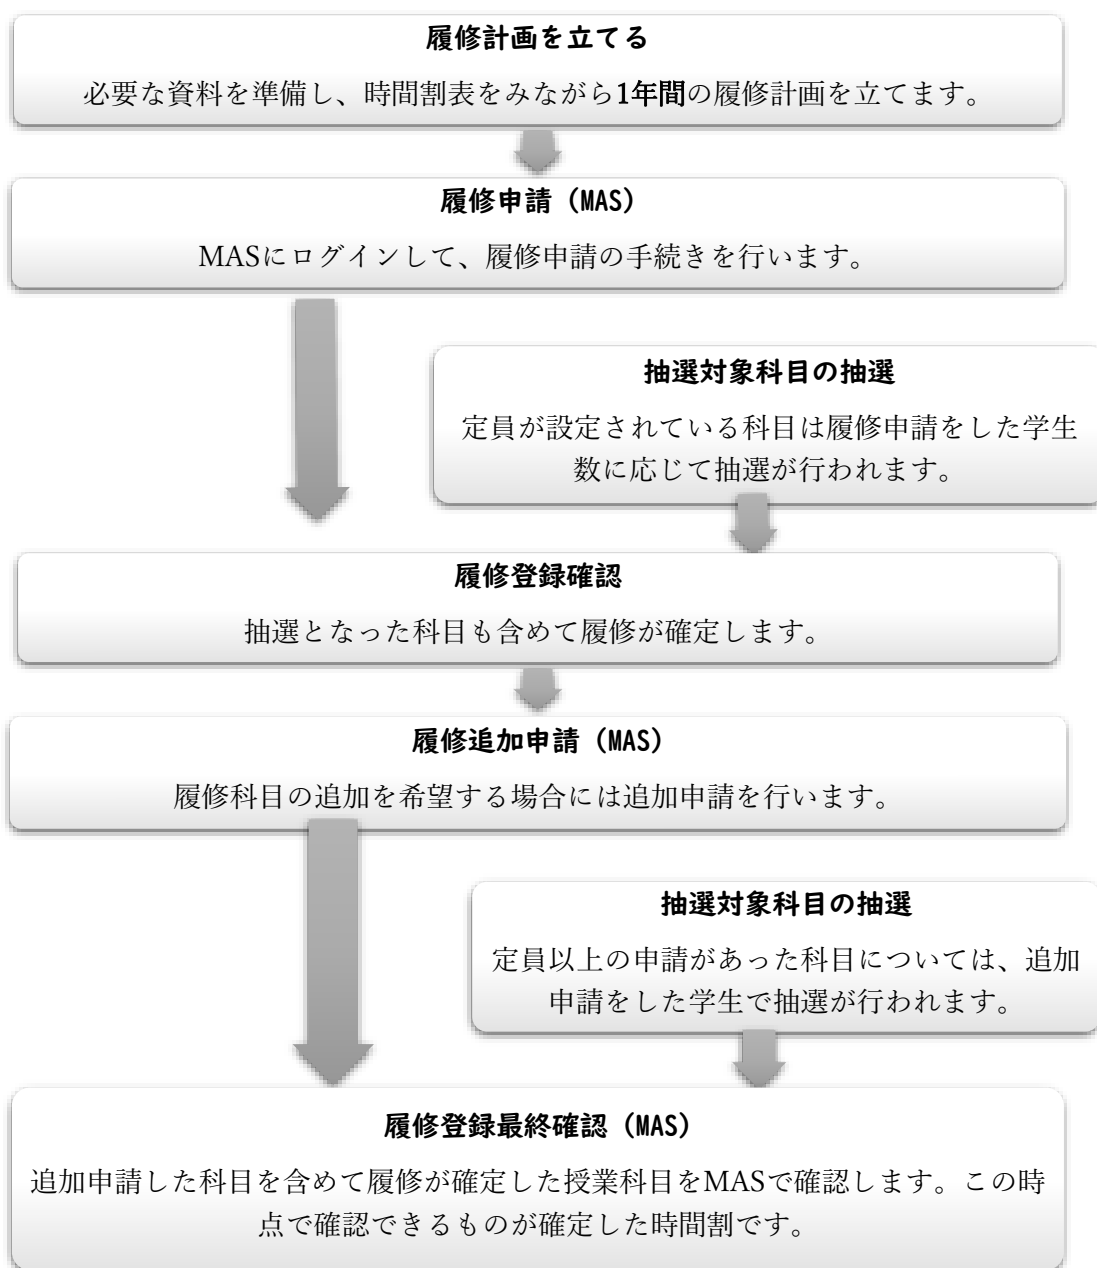 履修計画を立てる
必要な資料を準備し、時間割表をみながら1年間の履修計画を立てます。
履修申請（MAS）
MASにログインして、履修申請の手続きを行います。
抽選対象科目の抽選
定員が設定されている科目は履修申請をした学生
数に応じて抽選が行われます。
履修登録確認
抽選となった科目も含めて履修が確定します。
履修追加申請（MAS）
履修科目の追加を希望する場合には追加申請を行います。
抽選対象科目の抽選
定員以上の申請があった科目については、追加
申請をした学生で抽選が行われます。
履修登録最終確認（MAS）
追加申請した科目を含めて履修が確定した授業科目をMASで確認します。この時
点で確認できるものが確定した時間割です。